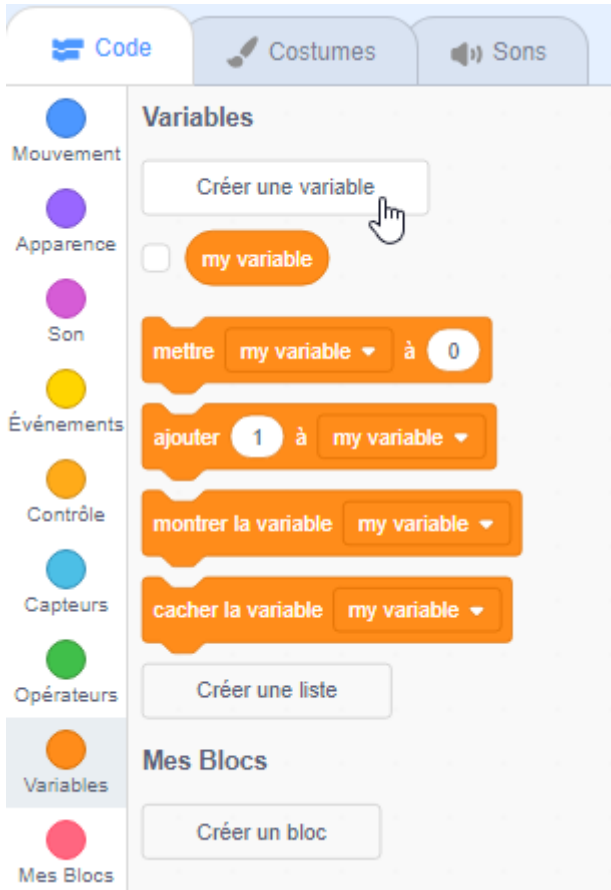 Code
Costumes
Sons
Mouvement
Apparence
Son
Événements
Contrôle
Capteurs
Opérateurs
Variables
Mes Blocs
Variables
Créer une variable
my variable
mettre my variable à 0
ajouter 1 à my variable
montrer la variable my variable
cacher la variable my variable
Créer une liste
Mes Blocs
Créer un bloc